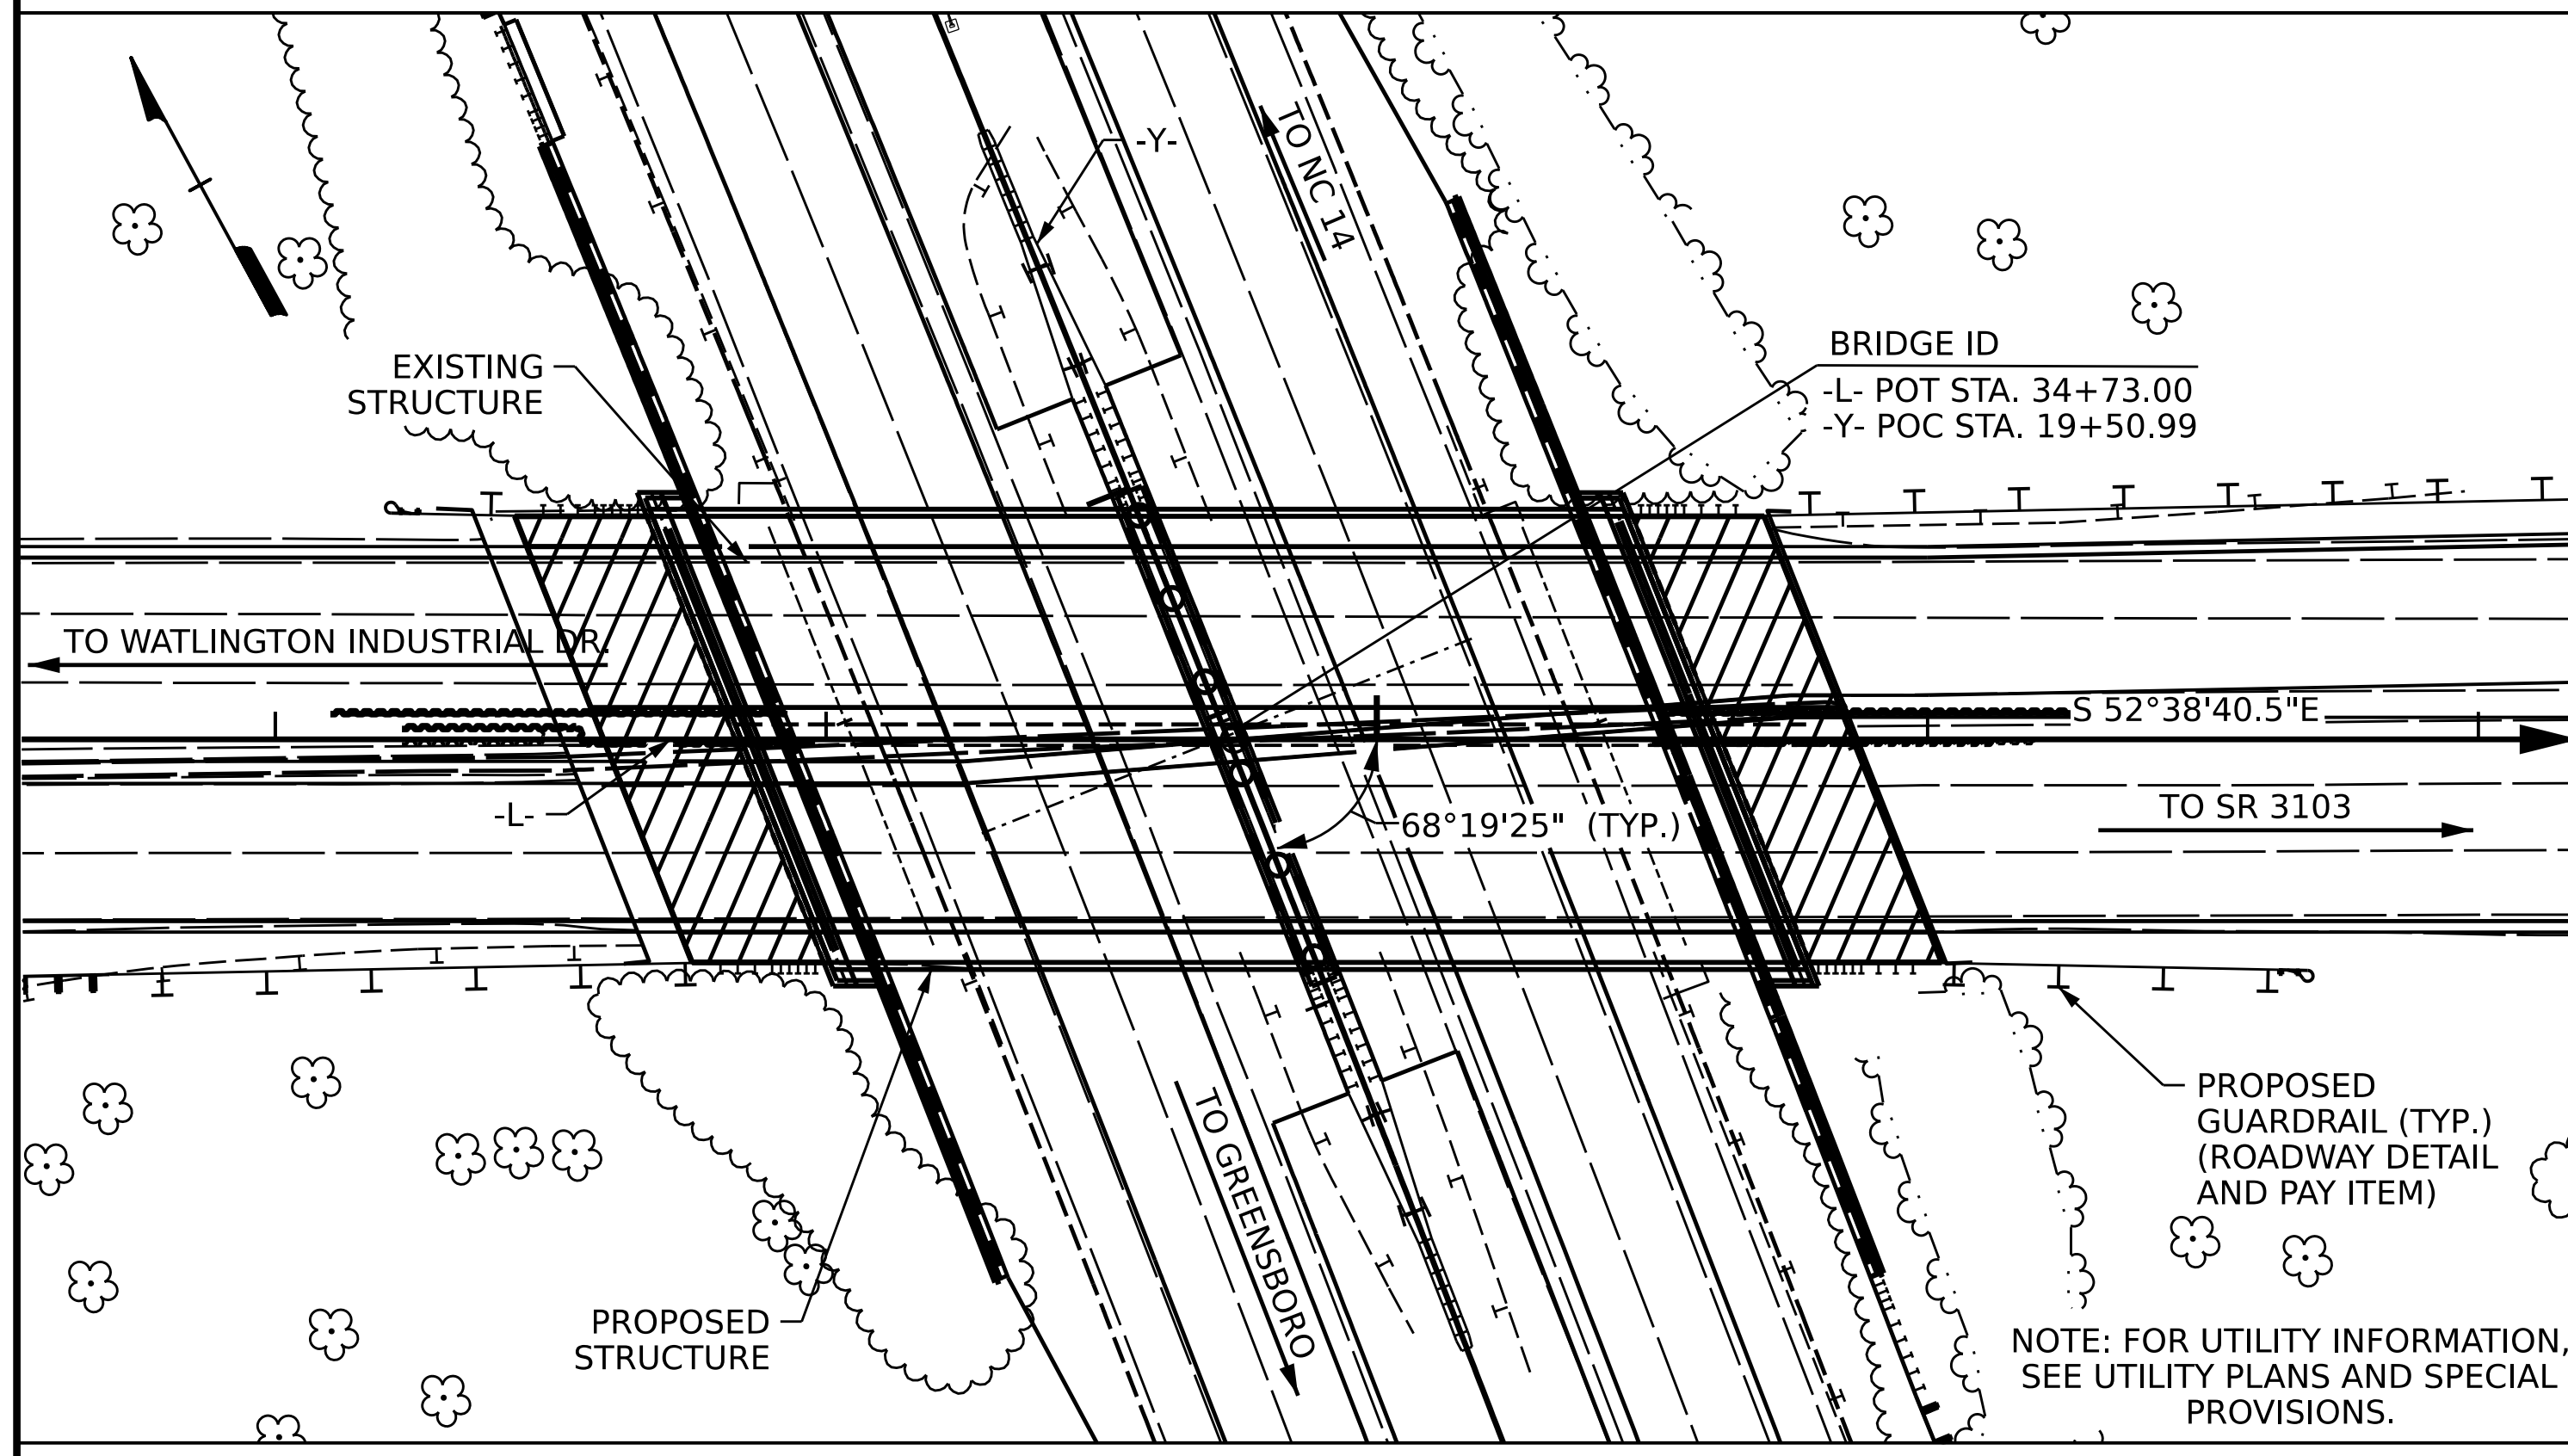 -Y-
TO NC 14
EXISTING
STRUCTURE
BRIDGE ID
-L- POT STA. 34+73.00
-Y- POC STA. 19+50.99
TO WATLINGTON INDUSTRIAL DR.
S 52°38'40.5"E
-L-
68°19'25" (TYP.)
TO SR 3103
PROPOSED
GUARDRAIL (TYP.)
(ROADWAY DETAIL
AND PAY ITEM)
TO GREENSBORO
PROPOSED
STRUCTURE
NOTE: FOR UTILITY INFORMATION,
SEE UTILITY PLANS AND SPECIAL
PROVISIONS.